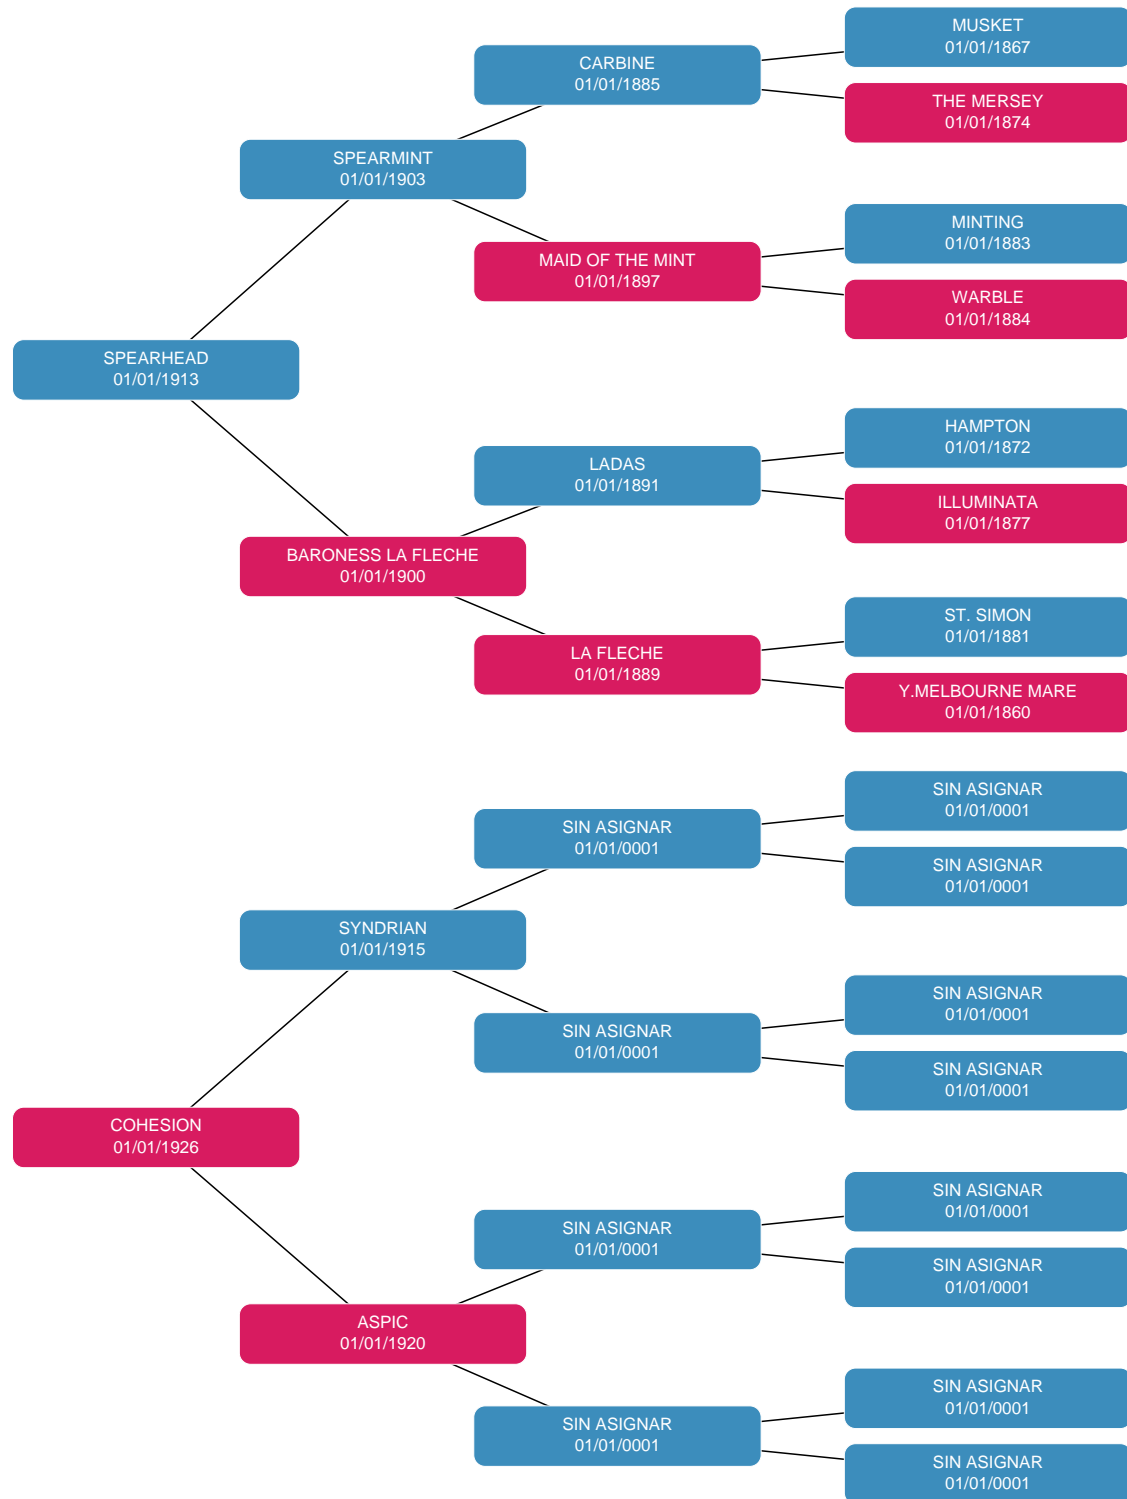 MUSKET
01/01/1867
CARBINE
01/01/1885
THE MERSEY
01/01/1874
SPEARMINT
01/01/1903
MINTING
01/01/1883
MAID OF THE MINT
01/01/1897
WARBLE
01/01/1884
SPEARHEAD
01/01/1913
HAMPTON
01/01/1872
LADAS
01/01/1891
ILLUMINATA
01/01/1877
BARONESS LA FLECHE
01/01/1900
ST. SIMON
01/01/1881
LA FLECHE
01/01/1889
Y.MELBOURNE MARE
01/01/1860
SIN ASIGNAR
01/01/0001
SIN ASIGNAR
01/01/0001
SIN ASIGNAR
01/01/0001
SYNDRIAN
01/01/1915
SIN ASIGNAR
01/01/0001
SIN ASIGNAR
01/01/0001
SIN ASIGNAR
01/01/0001
COHESION
01/01/1926
SIN ASIGNAR
01/01/0001
SIN ASIGNAR
01/01/0001
SIN ASIGNAR
01/01/0001
ASPIC
01/01/1920
SIN ASIGNAR
01/01/0001
SIN ASIGNAR
01/01/0001
SIN ASIGNAR
01/01/0001